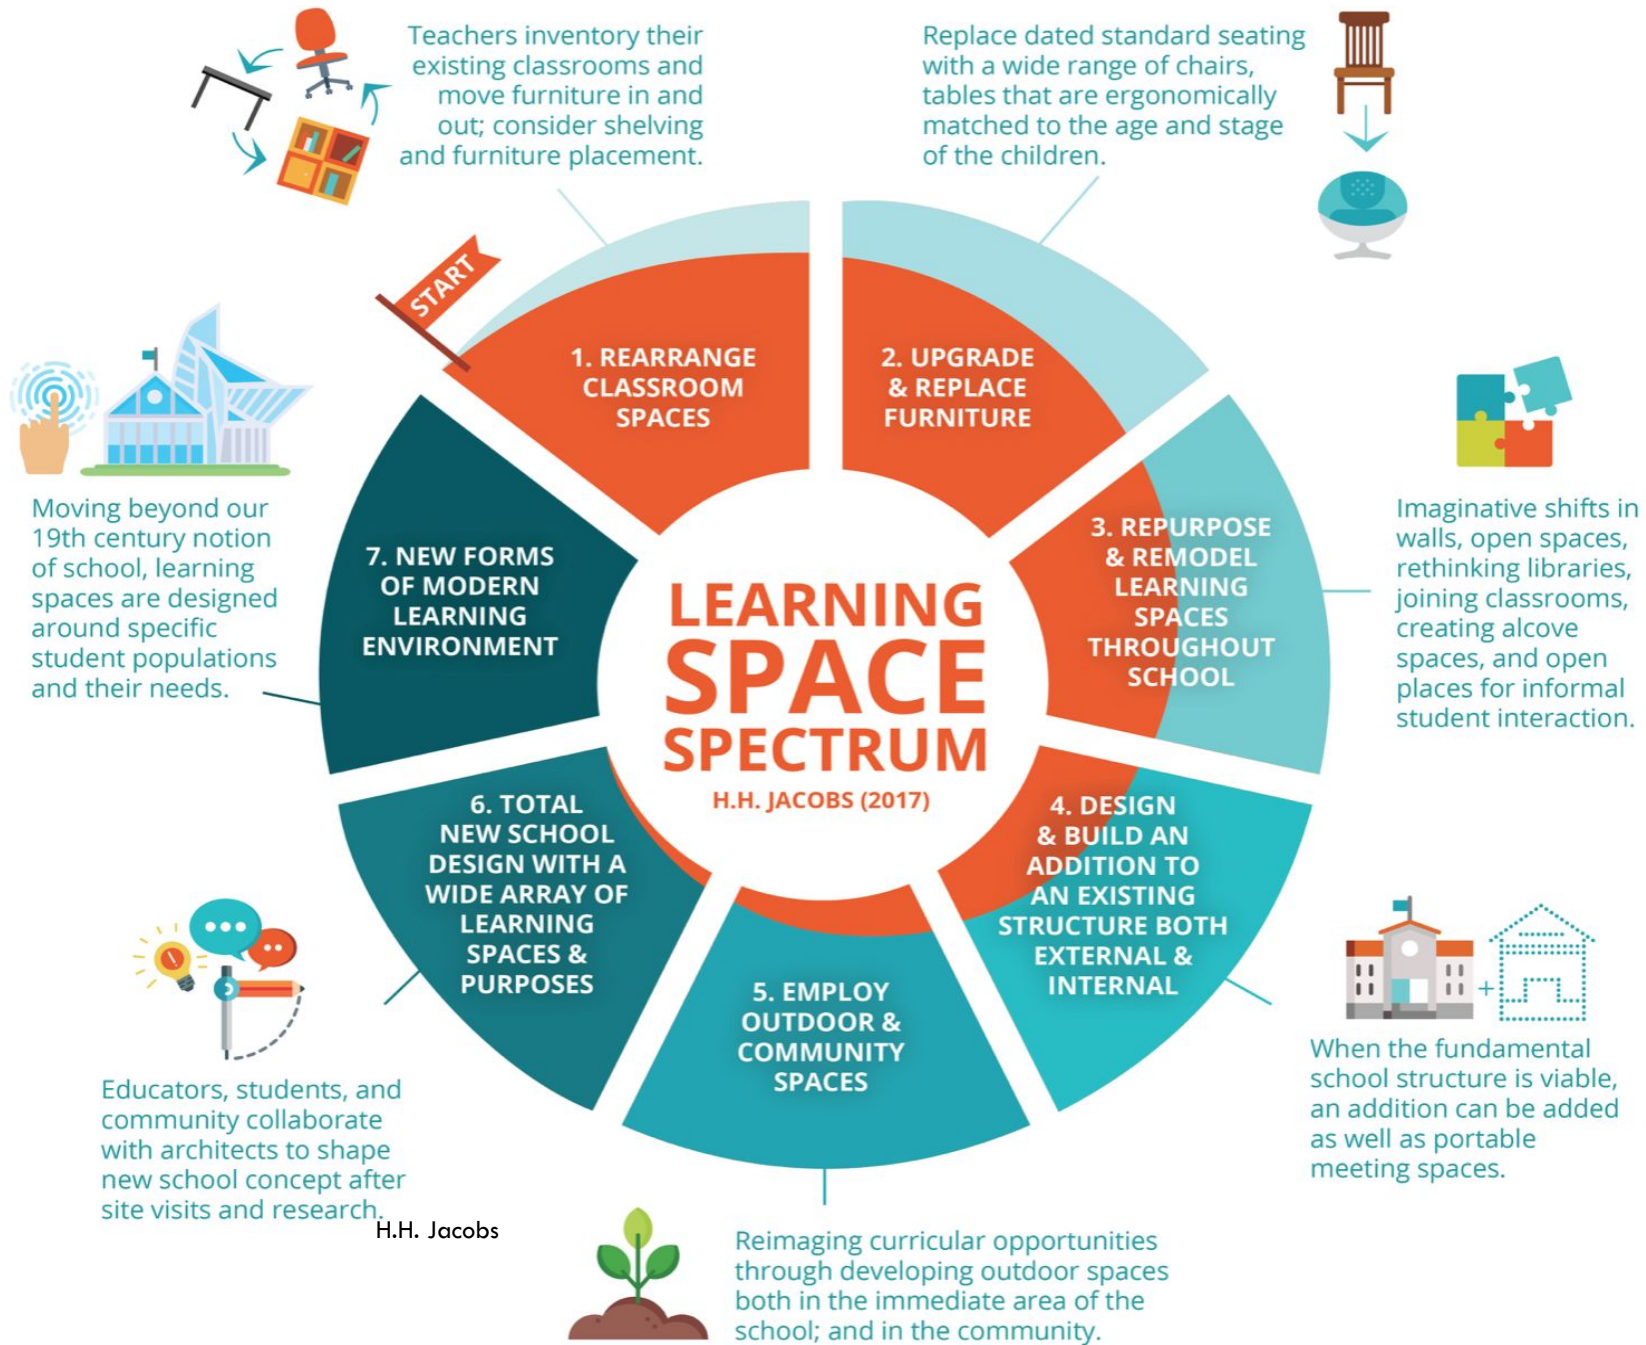 Teachers inventory their
existing classrooms and
move furniture in and
out; consider shelving
and furniture placement.
Replace dated standard seating
with a wide range of chairs,
tables that are ergonomically
matched to the age and stage
of the children.
START
1. REARRANGE
CLASSROOM
SPACES
2. UPGRADE
& REPLACE
FURNITURE
3. REPURPOSE
& REMODEL
LEARNING
SPACES
THROUGHOUT
SCHOOL
Imaginative shifts in
walls, open spaces,
rethinking libraries,
joining classrooms,
creating alcove
spaces, and open
places for informal
student interaction.
Moving beyond our
19th century notion
of school, learning
spaces are designed
around specific
student populations
and their needs.
7. NEW FORMS
OF MODERN
LEARNING
ENVIRONMENT
LEARNING
SPACE
SPECTRUM
H.H. JACOBS (2017)
4. DESIGN
& BUILD AN
ADDITION TO
AN EXISTING
STRUCTURE BOTH
EXTERNAL &
INTERNAL
When the fundamental
school structure is viable,
an addition can be added
as well as portable
meeting spaces.
6. TOTAL
NEW SCHOOL
DESIGN WITH A
WIDE ARRAY OF
LEARNING
SPACES &
PURPOSES
5. EMPLOY
OUTDOOR &
COMMUNITY
SPACES
Educators, students, and
community collaborate
with architects to shape
new school concept after
site visits and research.
H.H. Jacobs
Reimaging curricular opportunities
through developing outdoor spaces
both in the immediate area of the
school; and in the community.